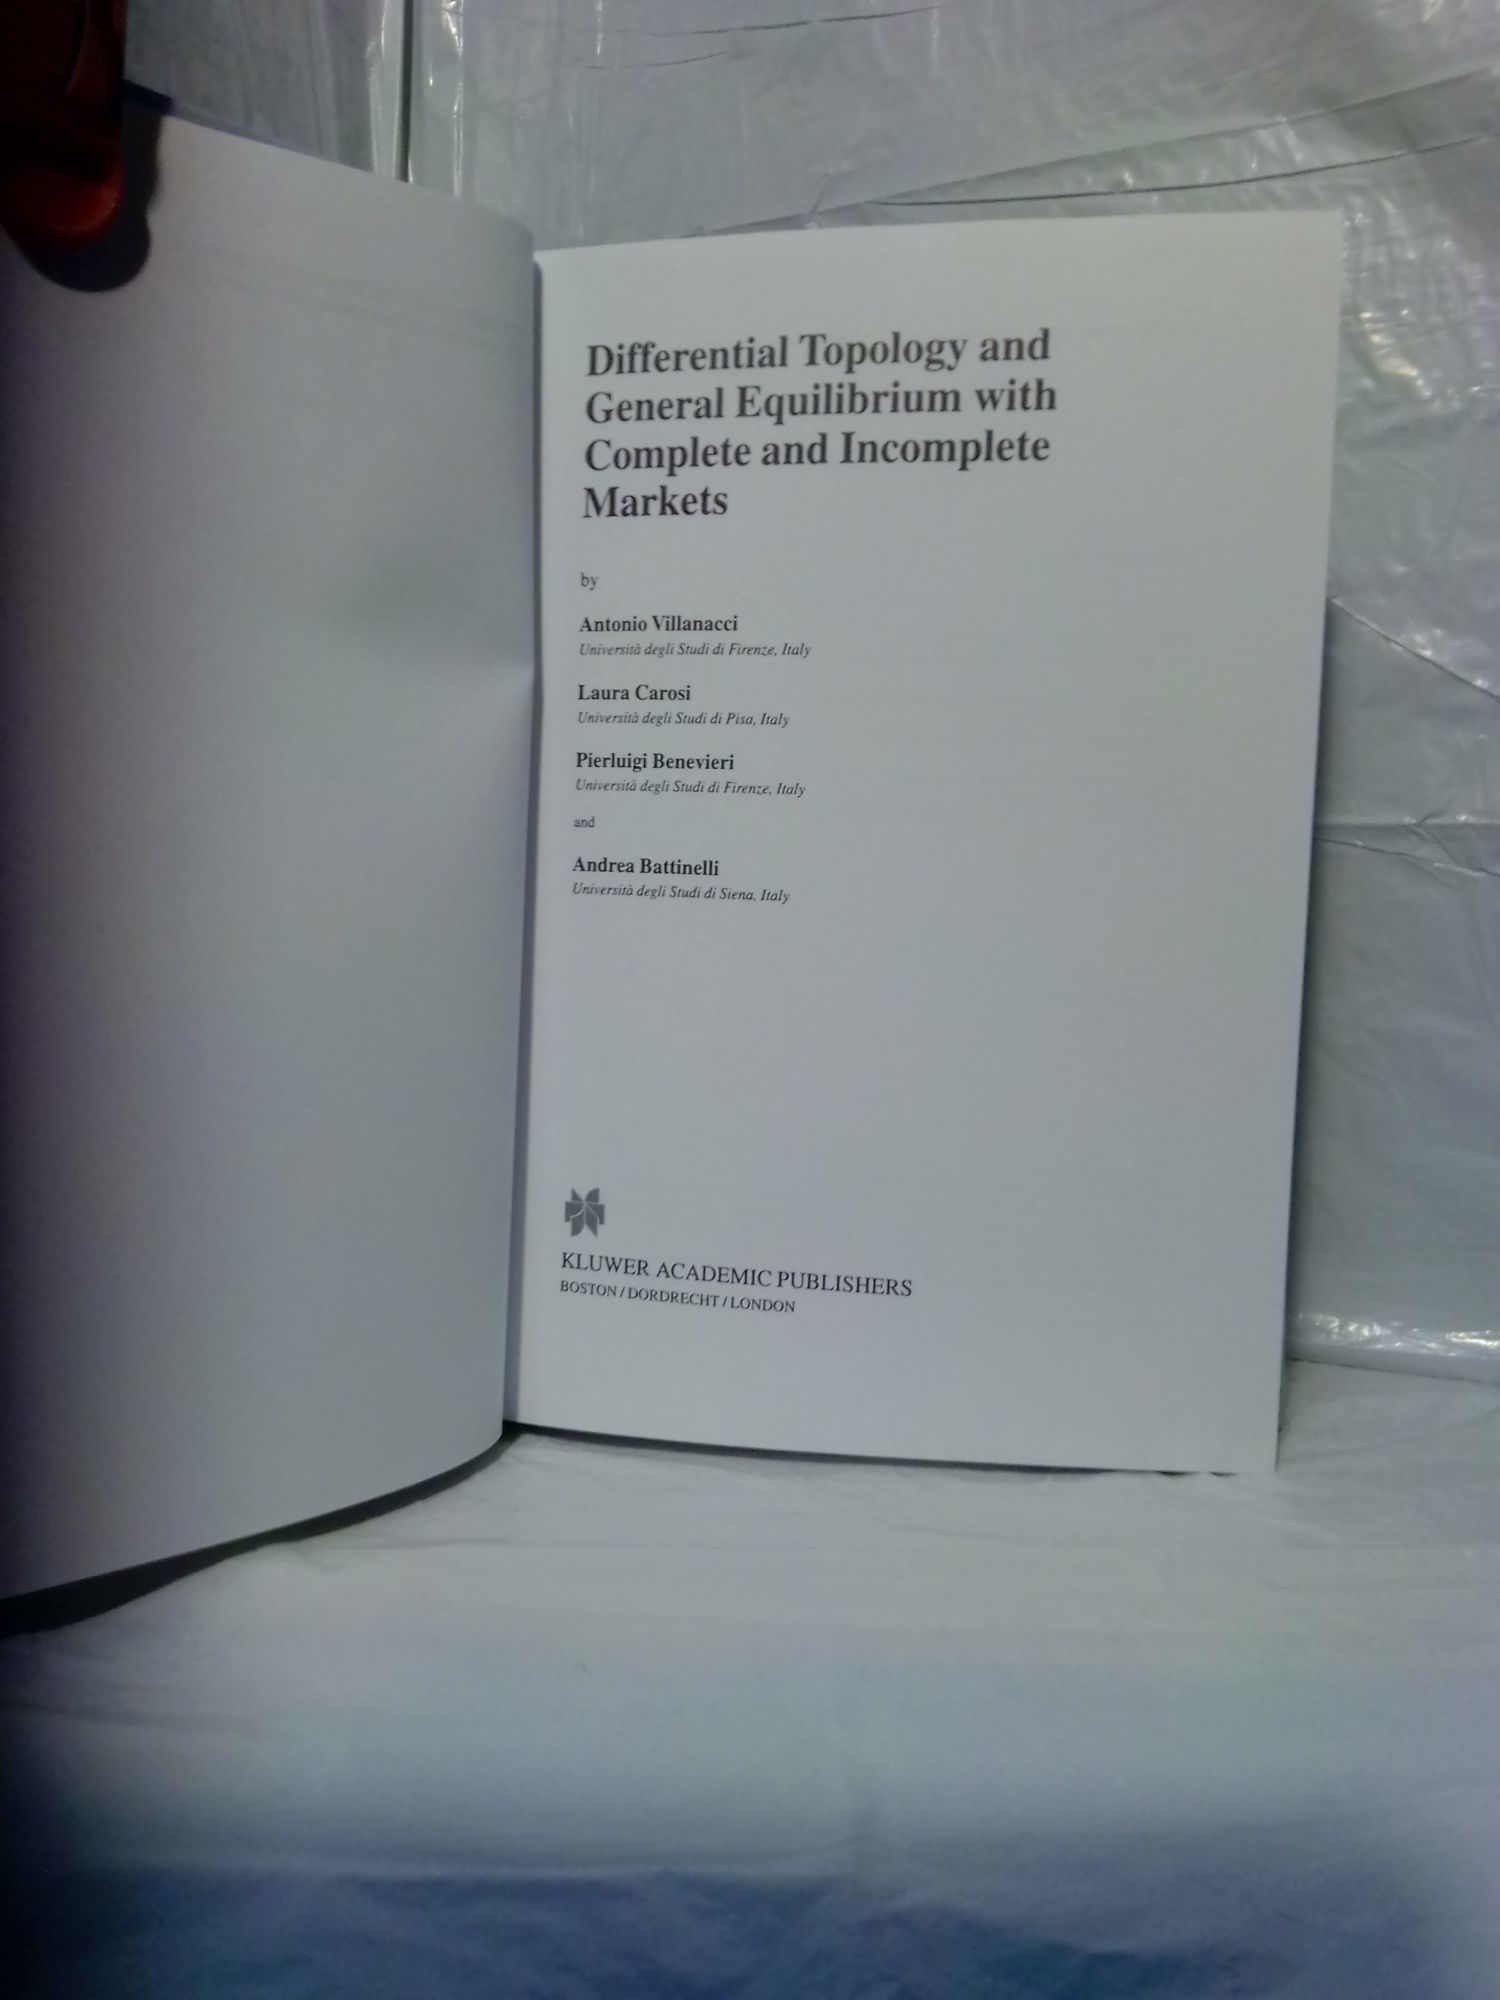 Differential Topology and
General Equilibrium with
Complete and Incomplete
Markets
by
Antonio Villanacci
Università degli Studi di Firenze, Italy
Laura Carosi
Università degli Studi di Pisa, Italy
Pierluigi Benevieri
Università degli Studi di Firenze, Italy
and
Andrea Battinelli
Università degli Studi di Siena, Italy
KLUWER ACADEMIC PUBLISHERS
BOSTON / DORDRECHT / LONDON